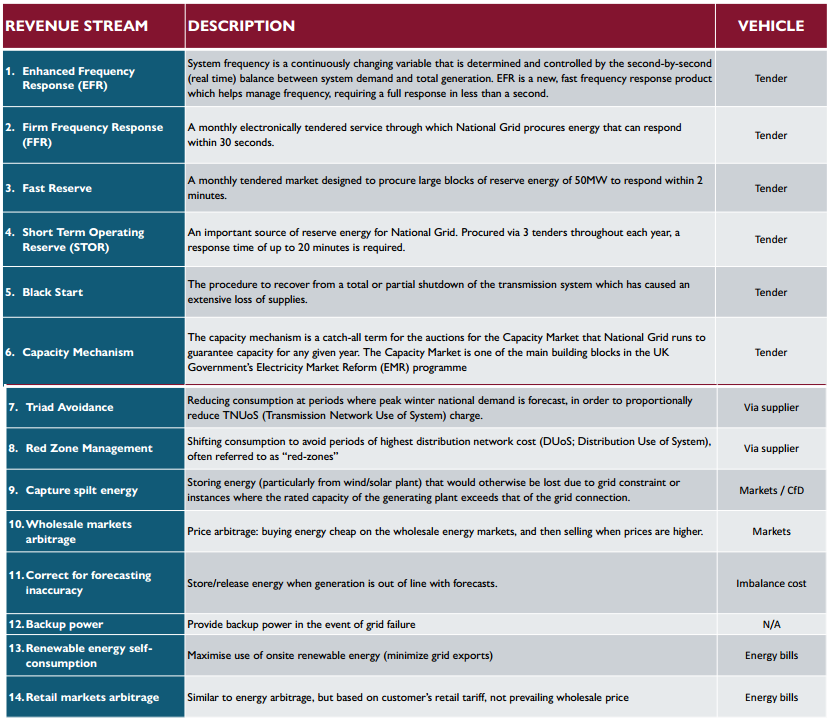 REVENUE STREAM DESCRIPTION VEHICLE
1. Enhanced Frequency
Response (EFR)
System frequency is a continuously changing variable that is determined and controlled by the second-by-second
(real time) balance between system demand and total generation. EFR is a new, fast frequency response product
which helps manage frequency, requiring a full response in less than a second.
Tender
2. Firm Frequency Response
(FFR)
A monthly electronically tendered service through which National Grid procures energy that can respond
within 30 seconds.
Tender
3. Fast Reserve
A monthly tendered market designed to procure large blocks of reserve energy of 50MW to respond within 2
minutes.
Tender
4. Short Term Operating
Reserve (STOR)
An important source of reserve energy for National Grid. Procured via 3 tenders throughout each year, a
response time of up to 20 minutes is required.
Tender
5. Black Start
The procedure to recover from a total or partial shutdown of the transmission system which has caused an
extensive loss of supplies.
Tender
6. Capacity Mechanism
The capacity mechanism is a catch-all term for the auctions for the Capacity Market that National Grid runs to
guarantee capacity for any given year. The Capacity Market is one of the main building blocks in the UK
Government's Electricity Market Reform (EMR) programme
Tender
7. Triad Avoidance
Reducing consumption at periods where peak winter national demand is forecast, in order to proportionally
reduce TNUoS (Transmission Network Use of System) charge.
Via supplier
8. Red Zone Management
Shifting consumption to avoid periods of highest distribution network cost (DUoS; Distribution Use of System),
often referred to as "red-zones"
Via supplier
9. Capture spilt energy
Storing energy (particularly from wind/solar plant) that would otherwise be lost due to grid constraint or
instances where the rated capacity of the generating plant exceeds that of the grid connection.
Markets / CfD
10. Wholesale markets
arbitrage
Price arbitrage: buying energy cheap on the wholesale energy markets, and then selling when prices are higher.
Markets
11. Correct for forecasting
inaccuracy
Store/release energy when generation is out of line with forecasts.
Imbalance cost
12. Backup power
Provide backup power in the event of grid failure
N/A
13. Renewable energy self-
consumption
Maximise use of onsite renewable energy (minimize grid exports)
Energy bills
14. Retail markets arbitrage
Similar to energy arbitrage, but based on customer's retail tariff, not prevailing wholesale price
Energy bills